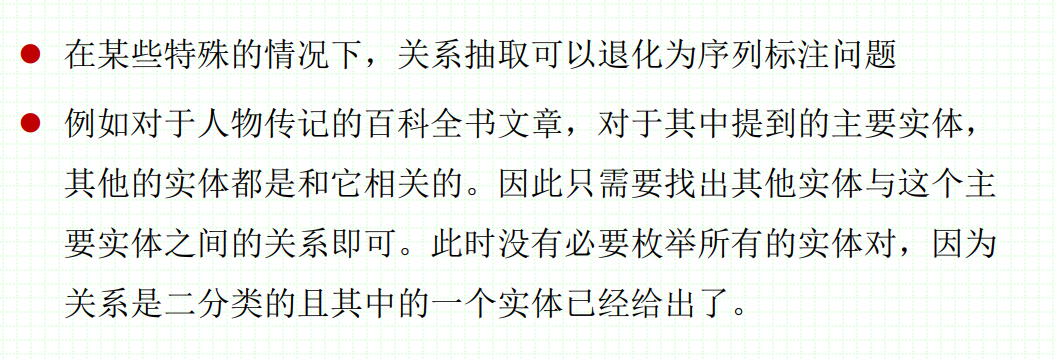 ● 在某些特殊的情况下，关系抽取可以退化为序列标注问题
● 例如对于人物传记的百科全书文章，对于其中提到的主要实体，
其他的实体都是和它相关的。因此只需要找出其他实体与这个主
要实体之间的关系即可。此时没有必要枚举所有的实体对，因为
关系是二分类的且其中的一个实体已经给出了。